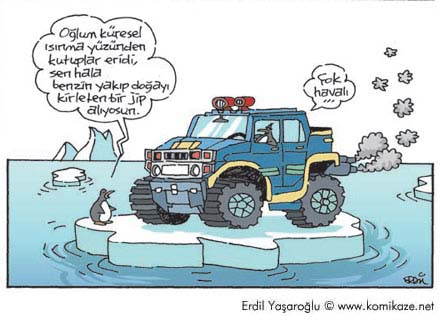 Oğlum küresel
ısınma yüzünden
kutuplar eridi,
sen hala
benzin yakıp doğayı
kirleten bir jip
alıyosun.
Çok
havalı...
ERDİL
Erdil Yaşaroğlu © www.komikaze.net